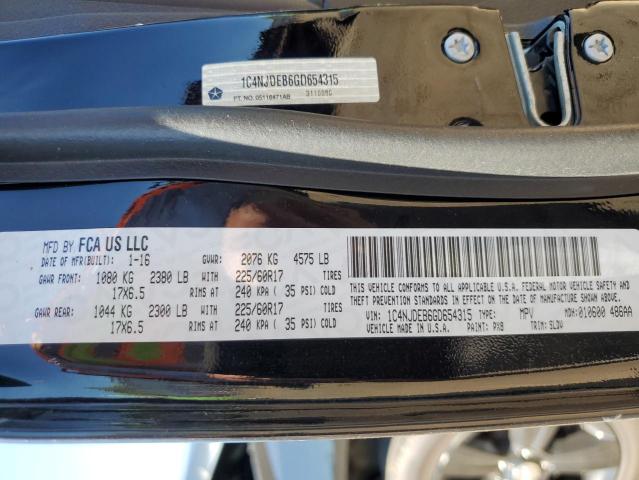 1C4NJDEB6GD654315
PT. NO. 05116471AB
MFD BY FCA US LLC
DATE OF MFR(BUILT): 1-16 GVWR: 2076 KG 4575 LB
GAWR FRONT: 1080 KG 2380 LB WITH 225/60R17 TIRES
17X6.5 RIMS AT 240 KPA ( 35 PSI) COLD
GAWR REAR: 1044 KG 2300 LB WITH 225/60R17 TIRES
17X6.5 RIMS AT 240 KPA ( 35 PSI) COLD
THIS VEHICLE CONFORMS TO ALL APPLICABLE U.S.A. FEDERAL MOTOR VEHICLE
SAFETY, BUMPER, AND THEFT PREVENTION STANDARDS IN EFFECT ON THE DATE OF MANUFACTURE SHOWN ABOVE.
VIN: 1C4NJDEB6GD654315 TYPE: MPV MDH: 010600 486AA
MADE IN U.S.A. PAINT: PX8 TRIM: SLDV